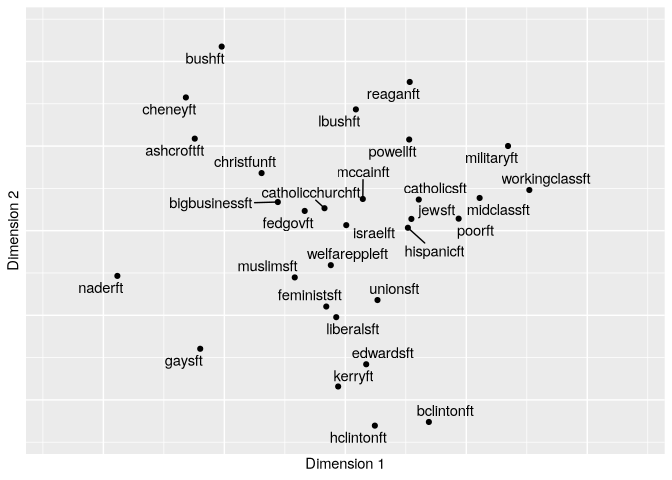 bushft
reaganft
cheneyft
lbushft
ashcroftft
powellft
christfunft
militaryft
mccainft
workingclassft
catholicchurchft
catholicsft
bigbusinessft
jewsft
midclassft
fedgovft
israelft
poorft
hispanicft
welfareppleft
muslimsft
naderft
feministsft
unionsft
liberalsft
edwardsft
gaysft
kerryft
bclintonft
hclintonft
Dimension 1
Dimension 2